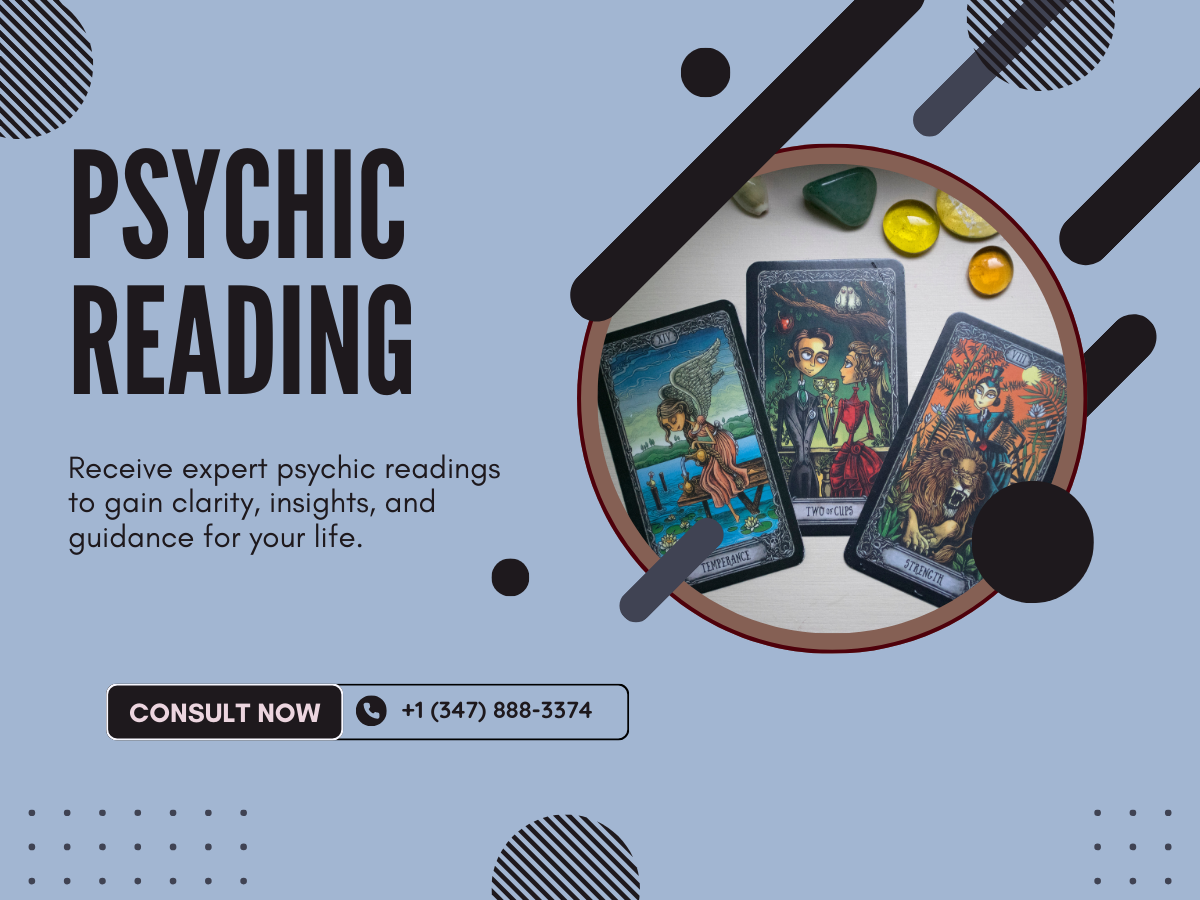 PSYCHIC
READING
Receive expert psychic readings
to gain clarity, insights, and
guidance for your life.
CONSULT NOW
+1 (347) 888-3374
XIV
TEMPERANCE
TWO OF CUPS
VIII
STRENGTH